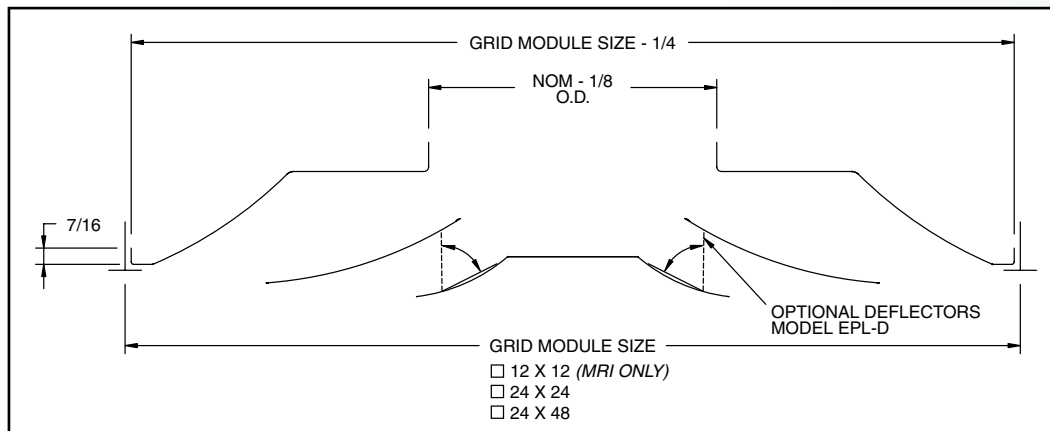 GRID MODULE SIZE - 1/4
NOM - 1/8
O.D.
7/16
OPTIONAL DEFLECTORS
MODEL EPL-D
GRID MODULE SIZE
☐ 12 X 12 (MRI ONLY)
☐ 24 X 24
☐ 24 X 48